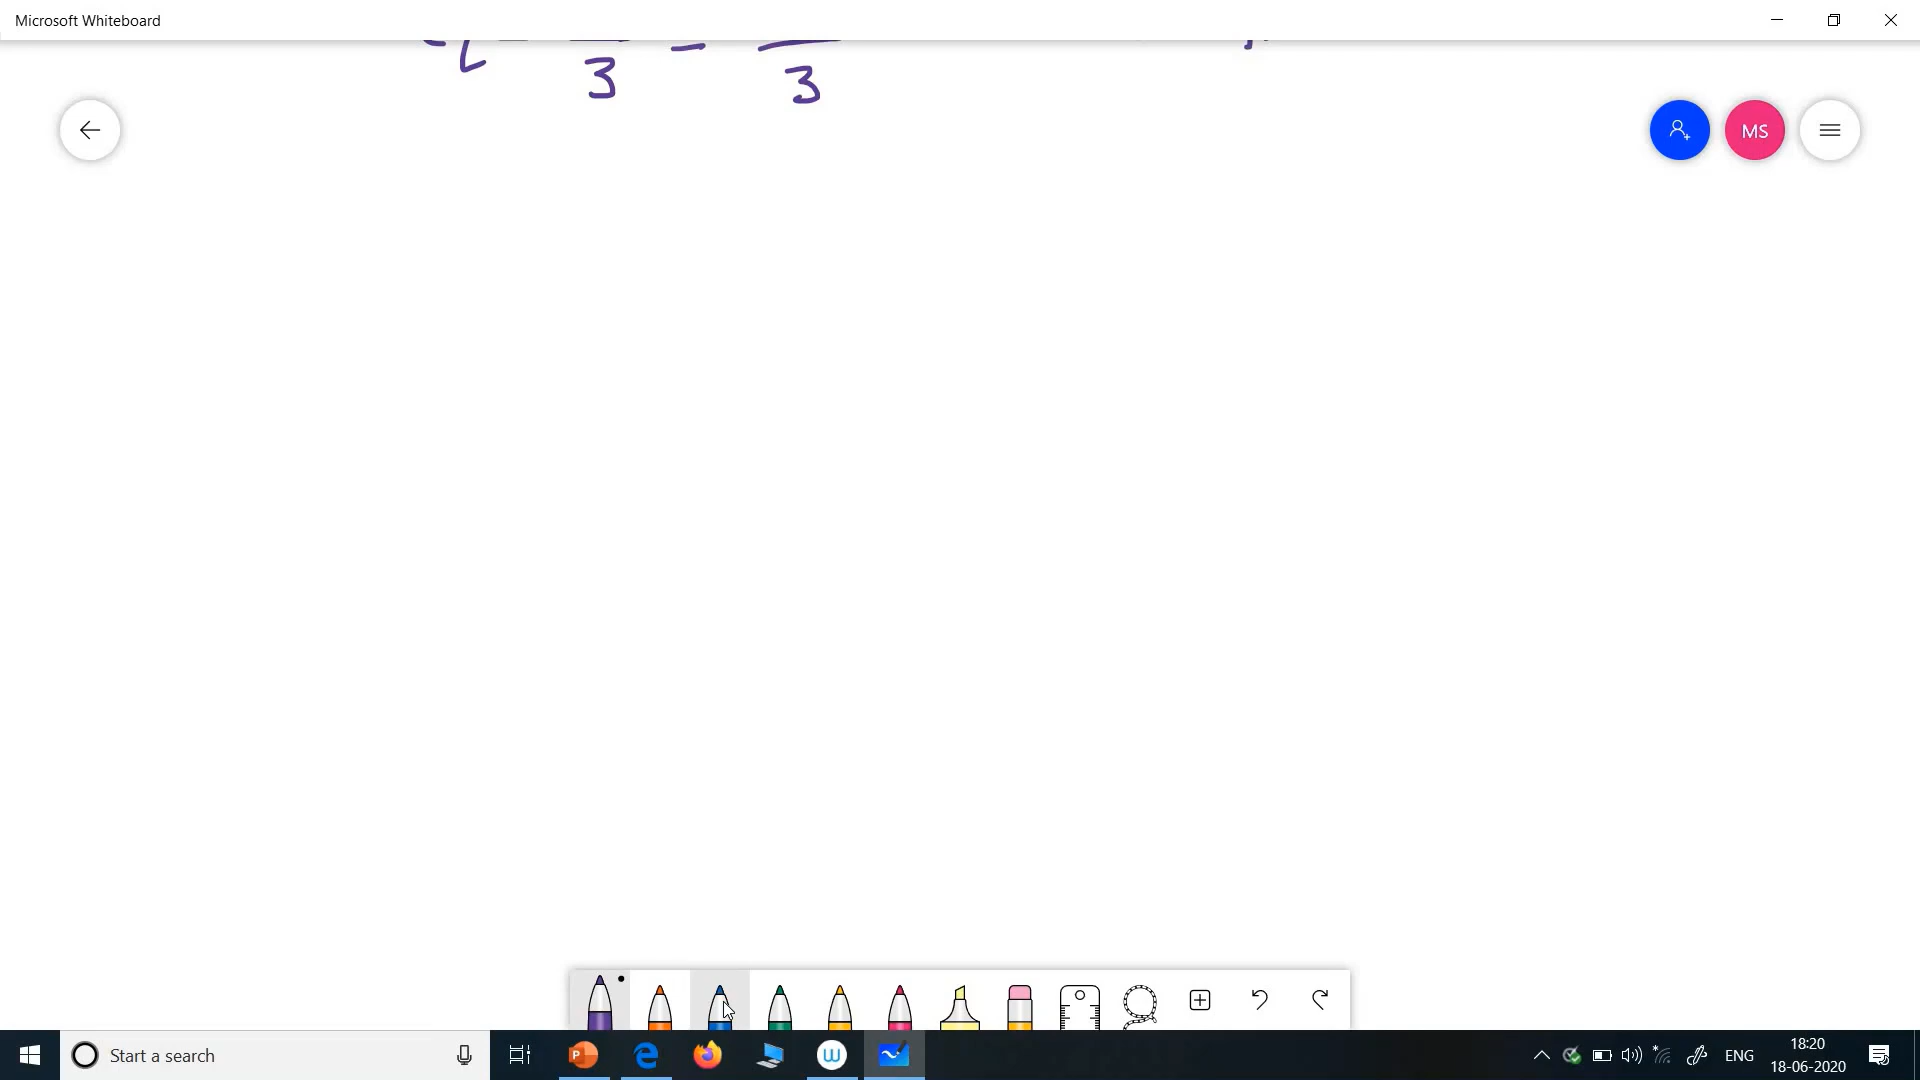 Microsoft Whiteboard
3 = 3
MS
Start a search
ENG
18:20
18-06-2020